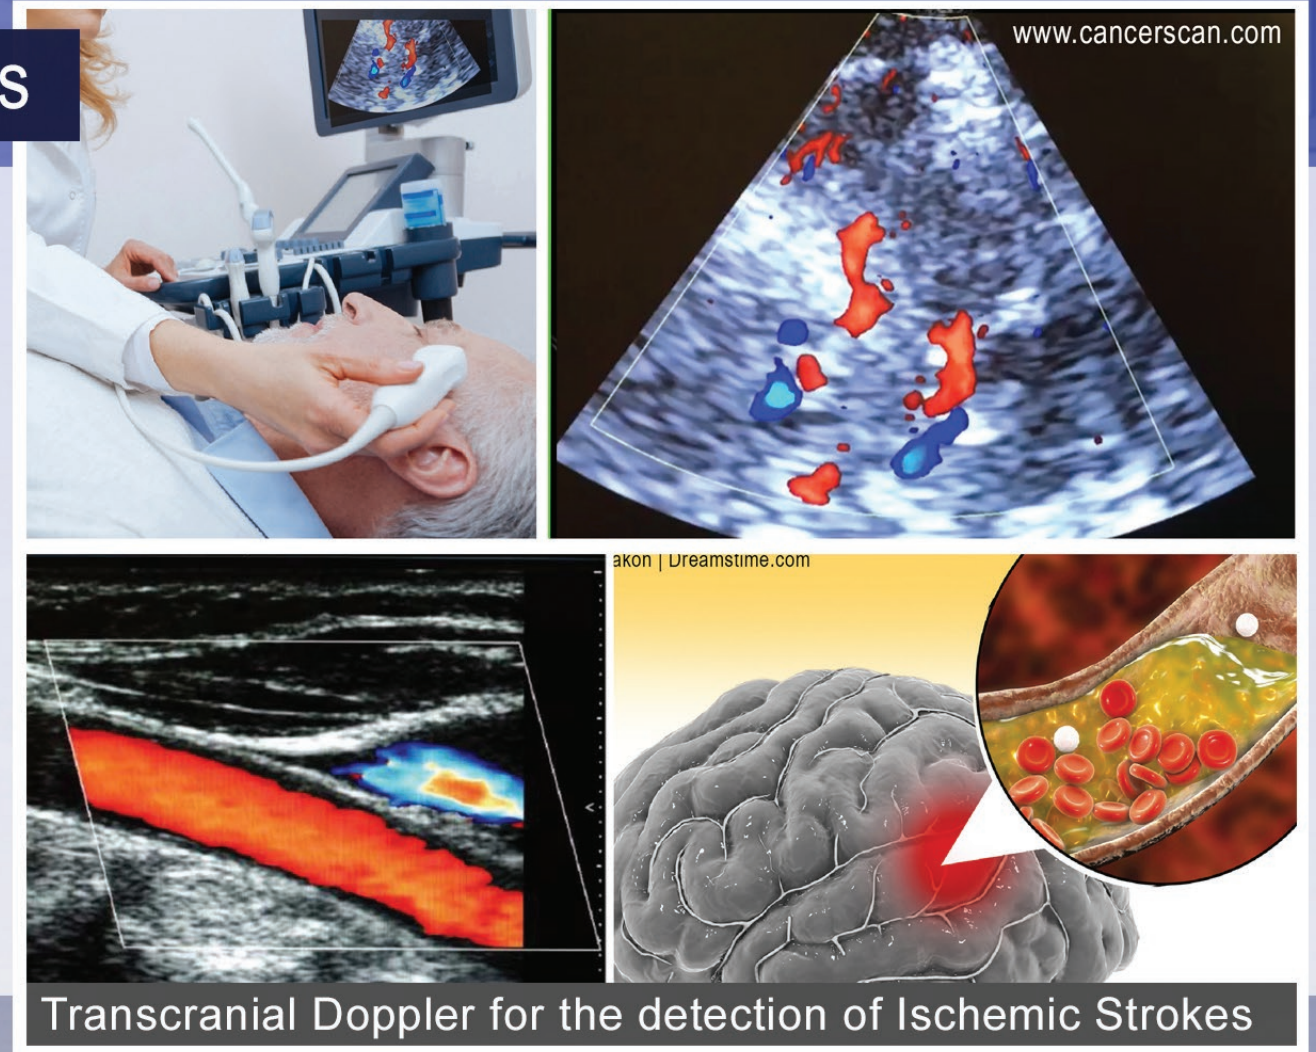 S
www.cancerscan.com
akon | Dreamstime.com
Transcranial Doppler for the detection of Ischemic Strokes